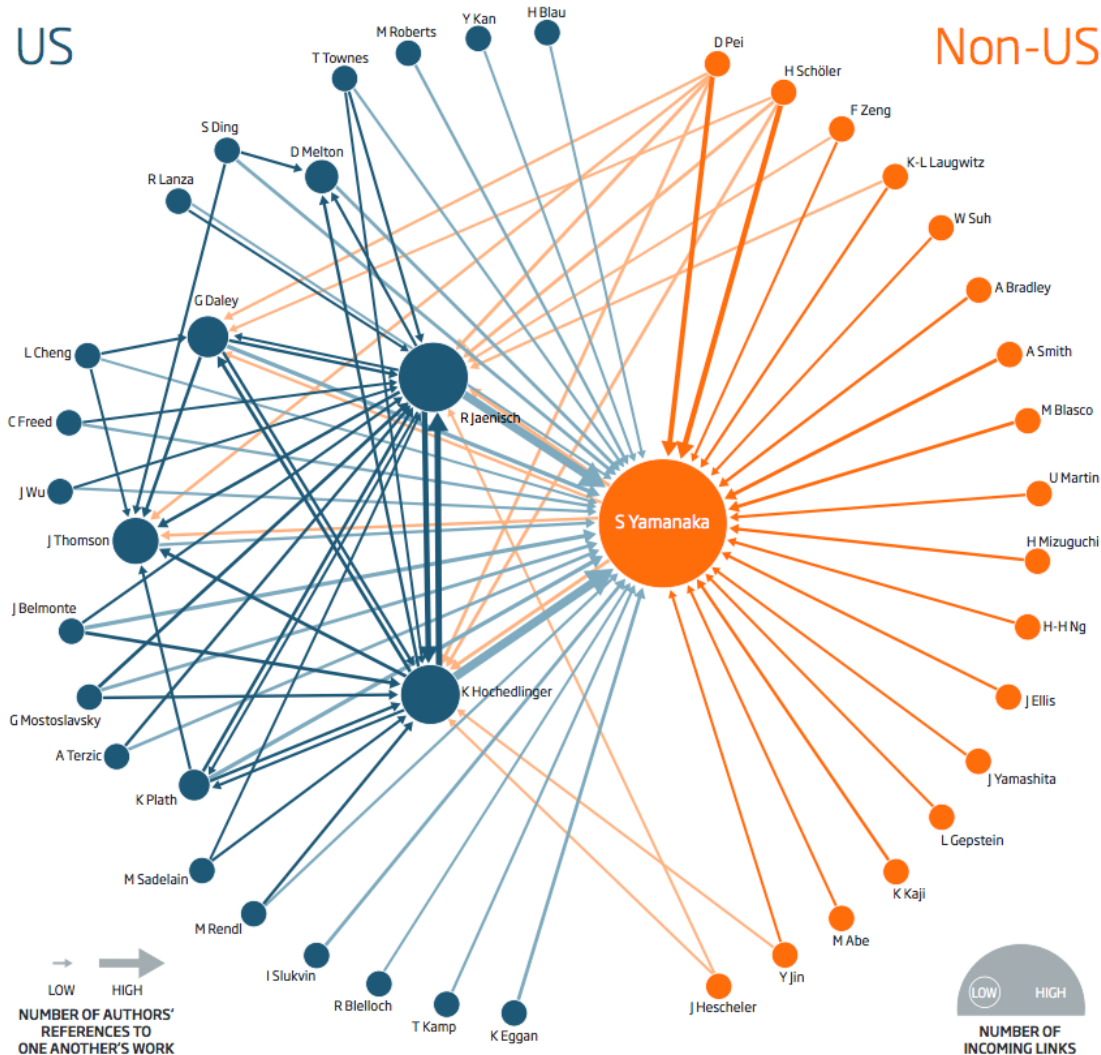 US
Non-US
H Blau
Y Kan
M Roberts
T Townes
D Pei
H Schöler
F Zeng
S Ding
D Melton
K-L Laugwitz
R Lanza
W Suh
A Bradley
G Daley
L Cheng
A Smith
R Jaenisch
M Blasco
C Freed
U Martin
J Wu
S Yamanaka
J Thomson
H Mizuguchi
J Belmonte
H-H Ng
K Hochedlinger
J Ellis
G Mostoslavsky
A Terzic
J Yamashita
K Plath
L Gepstein
M Sadelain
K Kaji
M Rendl
M Abe
I Slukvin
Y Jin
R Blelloch
J Hescheler
T Kamp
K Eggan
LOW HIGH
NUMBER OF AUTHORS'
REFERENCES TO
ONE ANOTHER'S WORK
LOW HIGH
NUMBER OF
INCOMING LINKS